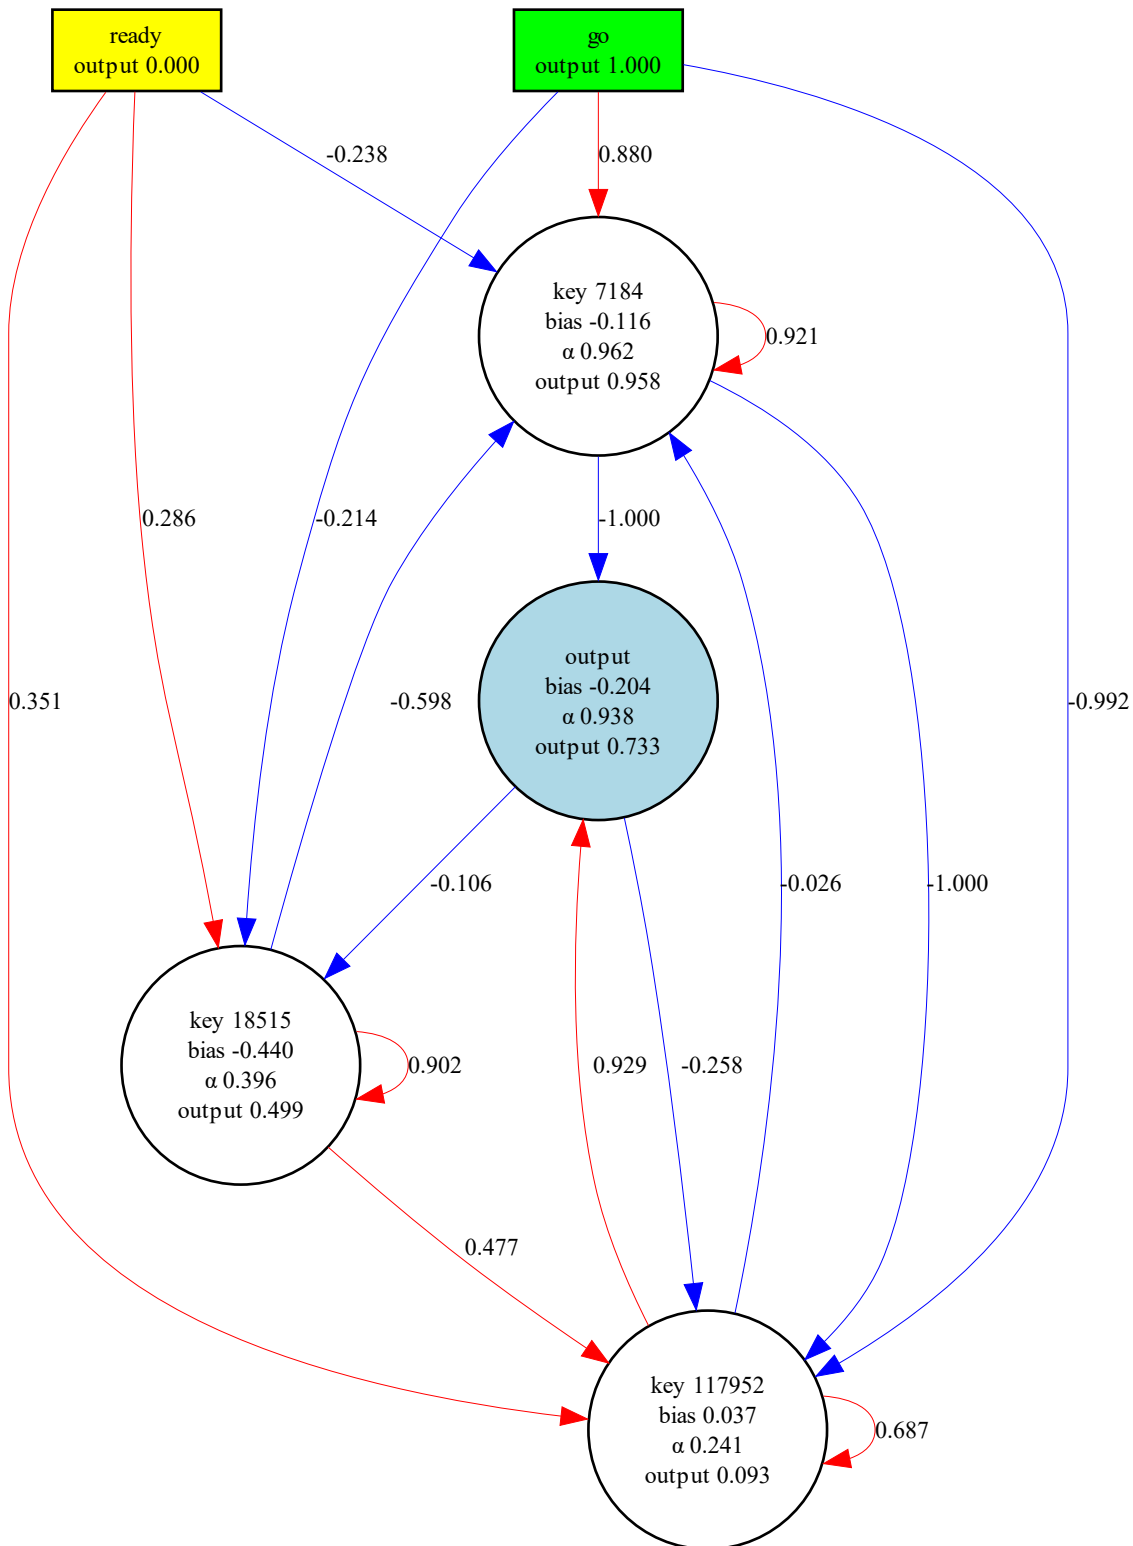 ready
output 0.000
go
output 1.000
-0.238
0.880
key 7184
bias -0.116
α 0.962
output 0.958
0.921
0.286
-0.214
-1.000
output
bias -0.204
α 0.938
output 0.733
0.351
-0.598
-0.992
-0.106
-0.026
-1.000
key 18515
bias -0.440
α 0.396
output 0.499
0.902
0.929
-0.258
0.477
key 117952
bias 0.037
α 0.241
output 0.093
0.687